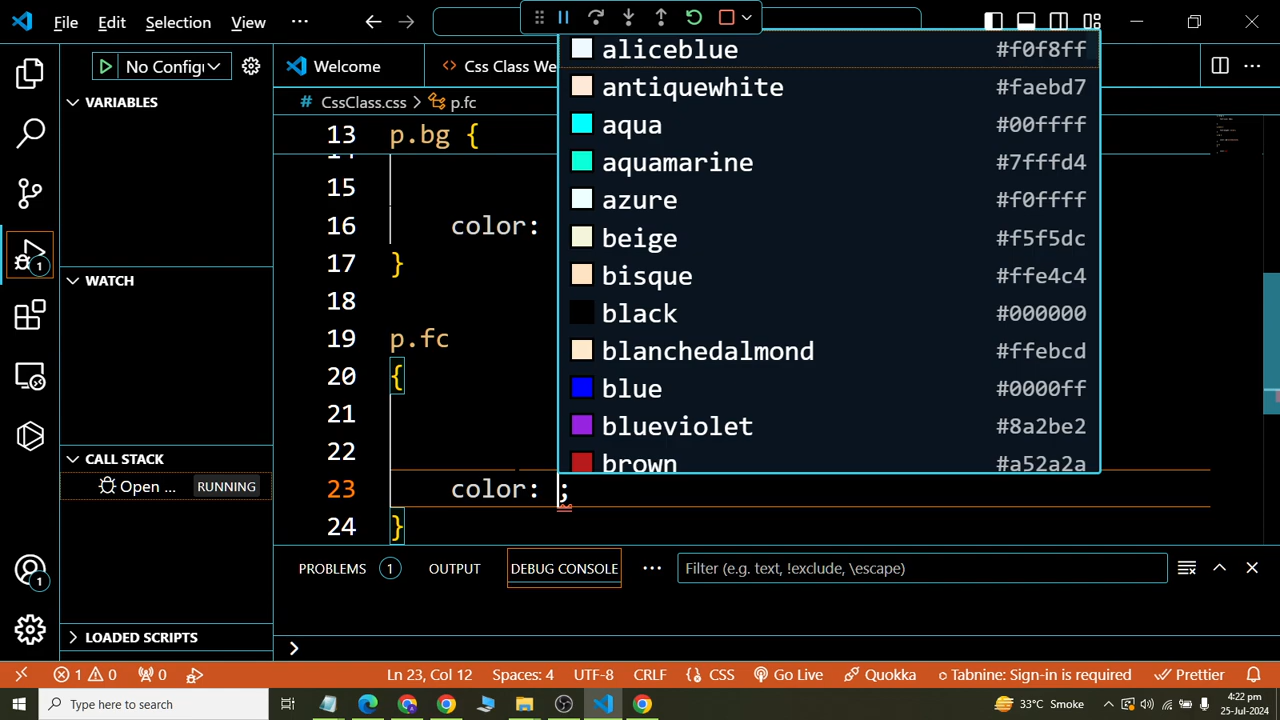 File Edit Selection View ···
No Configu
Welcome
Css Class We
VARIABLES
# CssClass.css > p.fc
13 p.bg {
14
15
16 color:
17 }
18
19 p.fc
20 {
21
22
23 color: ;
24 }
aliceblue #f0f8ff
antiquewhite #faebd7
aqua #00ffff
aquamarine #7fffd4
azure #f0ffff
beige #f5f5dc
bisque #ffe4c4
black #000000
blanchedalmond #ffebcd
blue #0000ff
blueviolet #8a2be2
brown #a52a2a
WATCH
CALL STACK
Open ... RUNNING
LOADED SCRIPTS
1
1
PROBLEMS 1 OUTPUT DEBUG CONSOLE ··· Filter (e.g. text, !exclude, \escape)
1 0 0 Ln 23, Col 12 Spaces: 4 UTF-8 CRLF {} CSS Go Live Quokka Tabnine: Sign-in is required Prettier
Type here to search
33°C Smoke
4:22 pm
25-Jul-2024